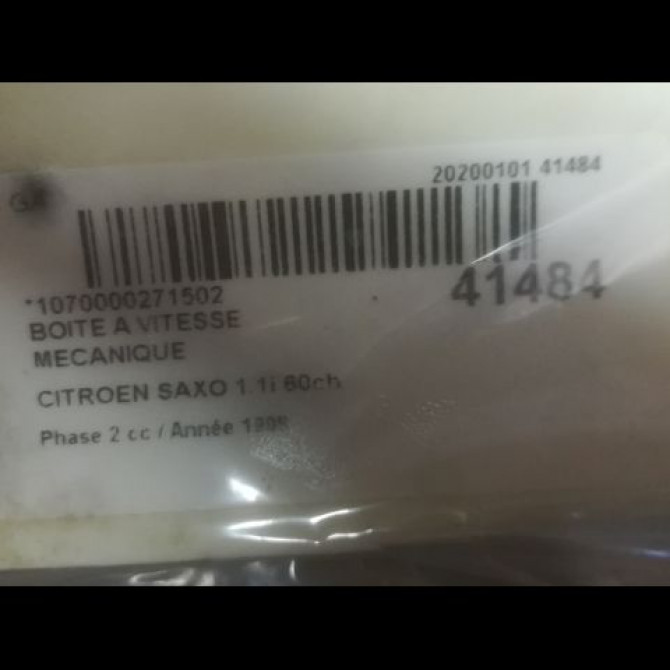 20200101 41484
41484
*1070000271502
BOITE A VITESSE
MECANIQUE
CITROEN SAXO 1.1i 60ch
Phase 2 cc / Année